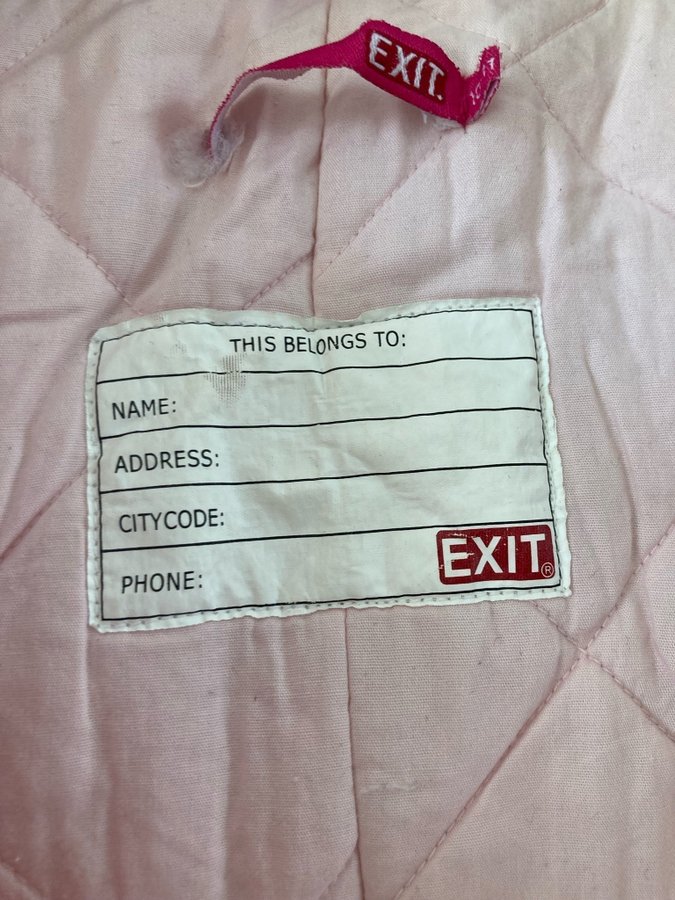 EXIT
THIS BELONGS TO:
NAME:
ADDRESS:
CITYCODE:
PHONE:
EXIT®